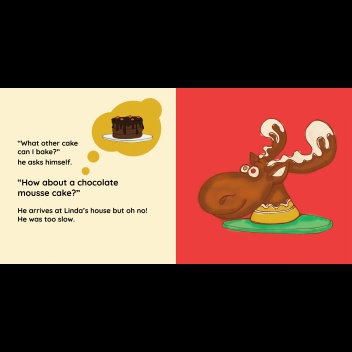 "What other cake
can I bake?"
he asks himself.
"How about a chocolate
mousse cake?"
He arrives at Linda's house but oh no!
He was too slow.